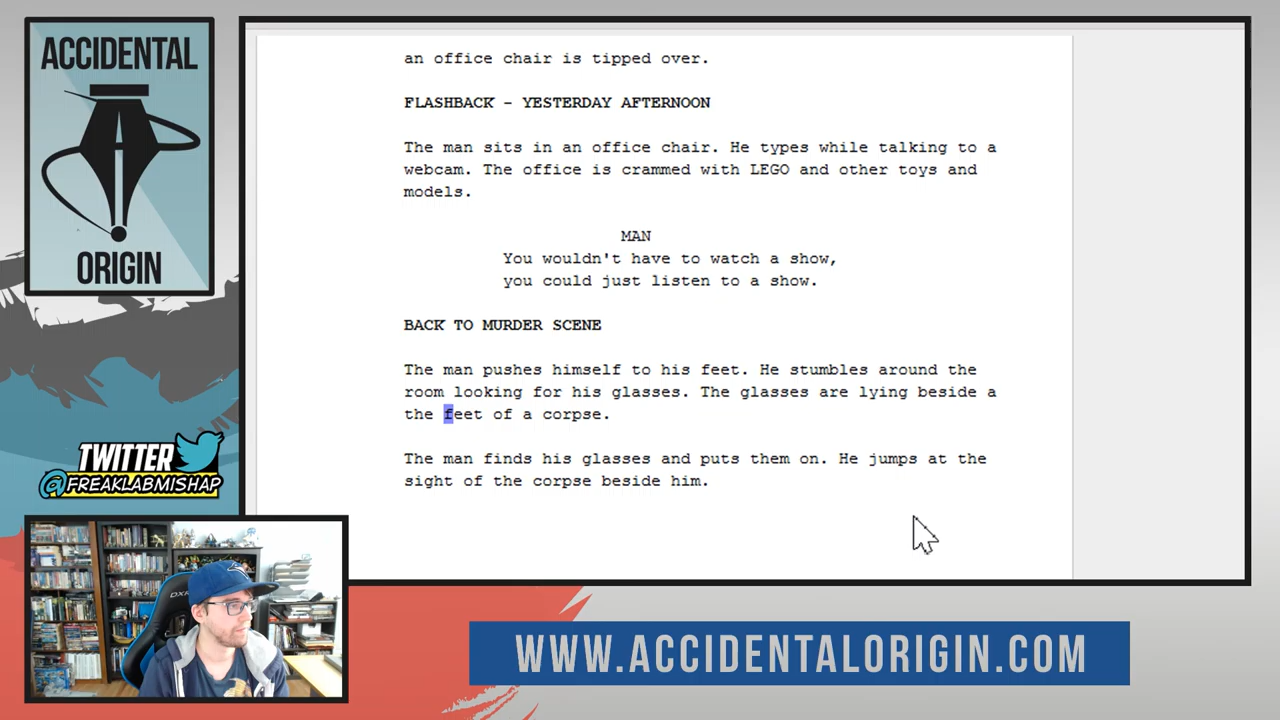 ACCIDENTAL
ORIGIN
an office chair is tipped over.
FLASHBACK - YESTERDAY AFTERNOON
The man sits in an office chair. He types while talking to a
webcam. The office is crammed with LEGO and other toys and
models.
MAN
You wouldn't have to watch a show,
you could just listen to a show.
BACK TO MURDER SCENE
The man pushes himself to his feet. He stumbles around the
room looking for his glasses. The glasses are lying beside a
the feet of a corpse.
The man finds his glasses and puts them on. He jumps at the
sight of the corpse beside him.
TWITTER
@FREAKLABMISHAP
DXR
WWW.ACCIDENTALORIGIN.COM